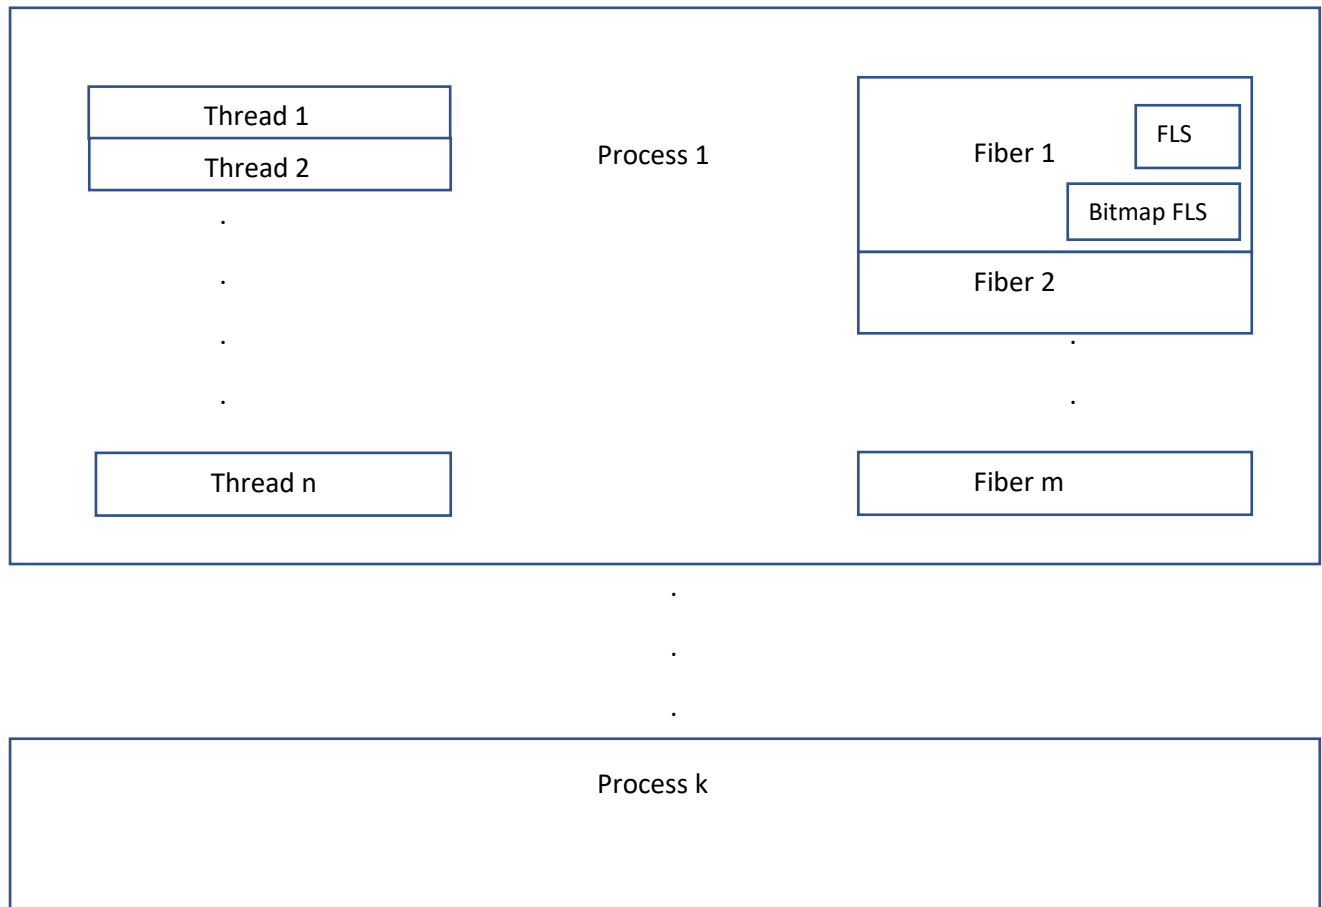 Thread 1
Thread 2
.
.
.
.
Thread n
Process 1
Fiber 1
FLS
Bitmap FLS
Fiber 2
.
.
Fiber m
.
.
.
Process k